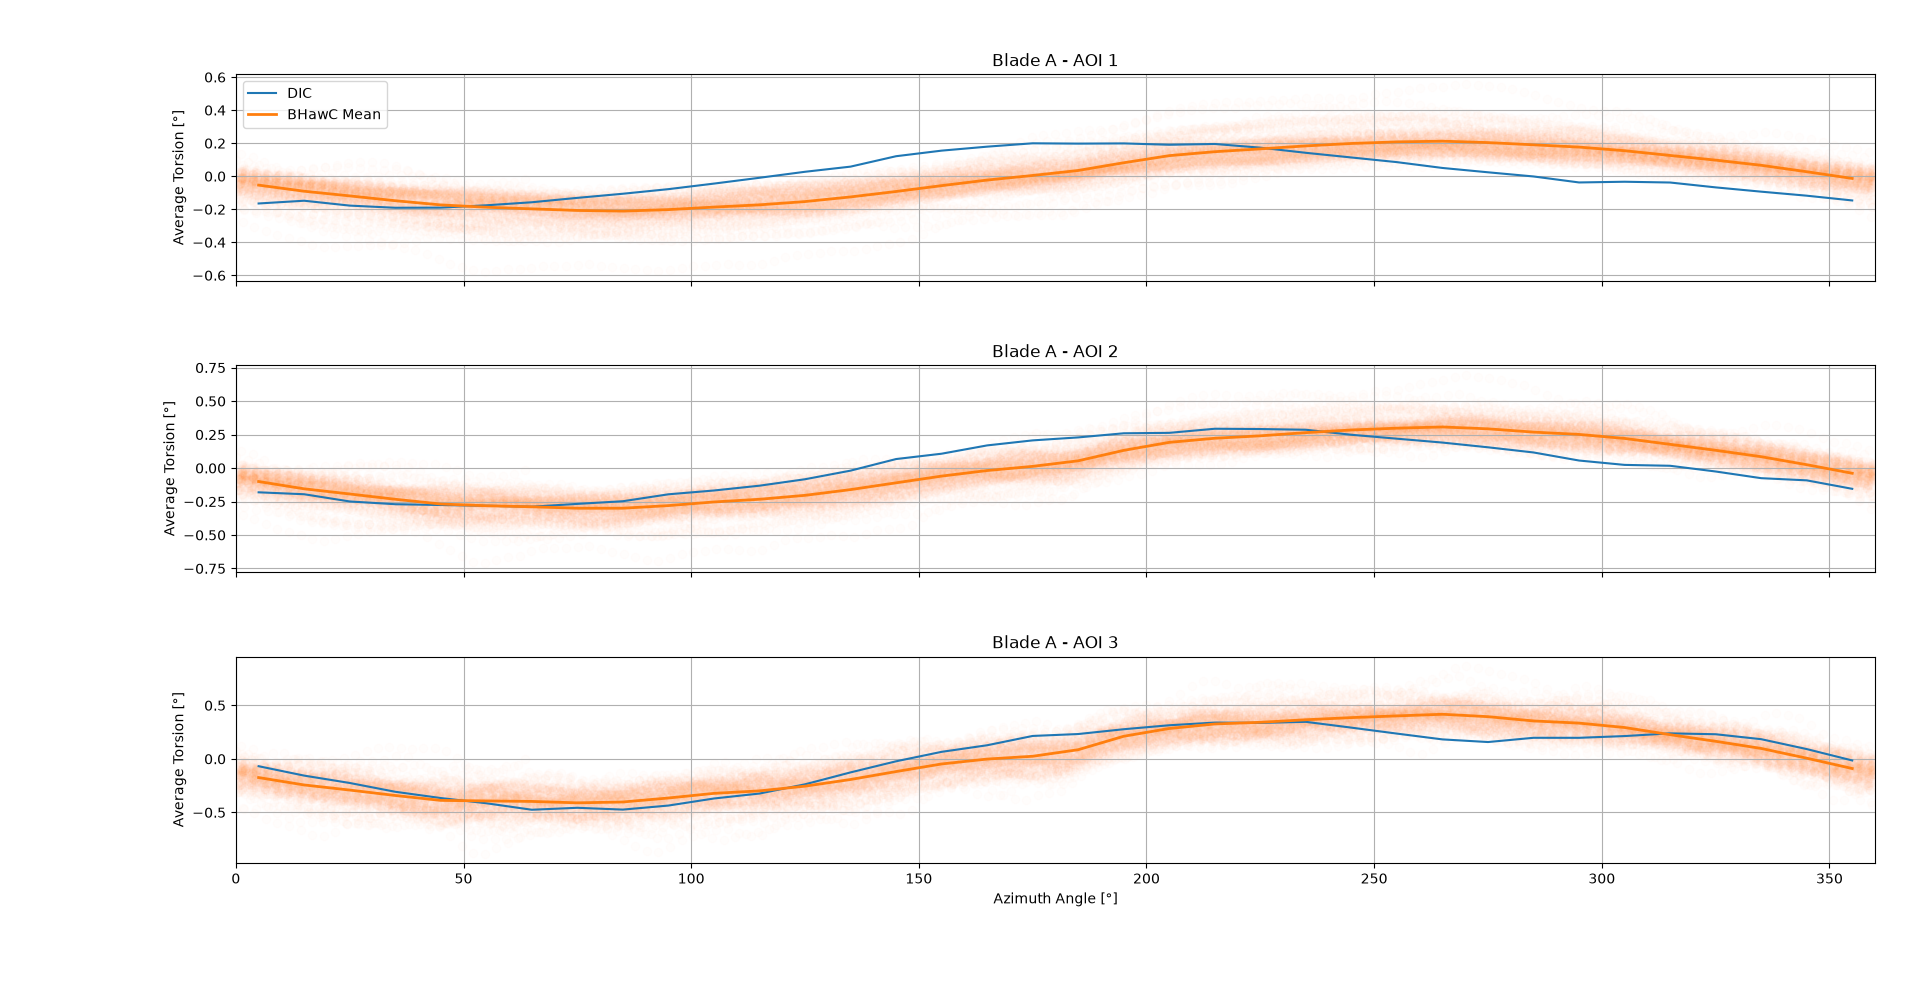 Blade A - AOI 1
0.6
0.4
0.2
0.0
−0.2
−0.4
−0.6
Average Torsion [°]
DIC
BHawC Mean
Blade A - AOI 2
0.75
0.50
0.25
0.00
−0.25
−0.50
−0.75
Average Torsion [°]
Blade A - AOI 3
0.5
0.0
−0.5
Average Torsion [°]
0 50 100 150 200 250 300 350
Azimuth Angle [°]